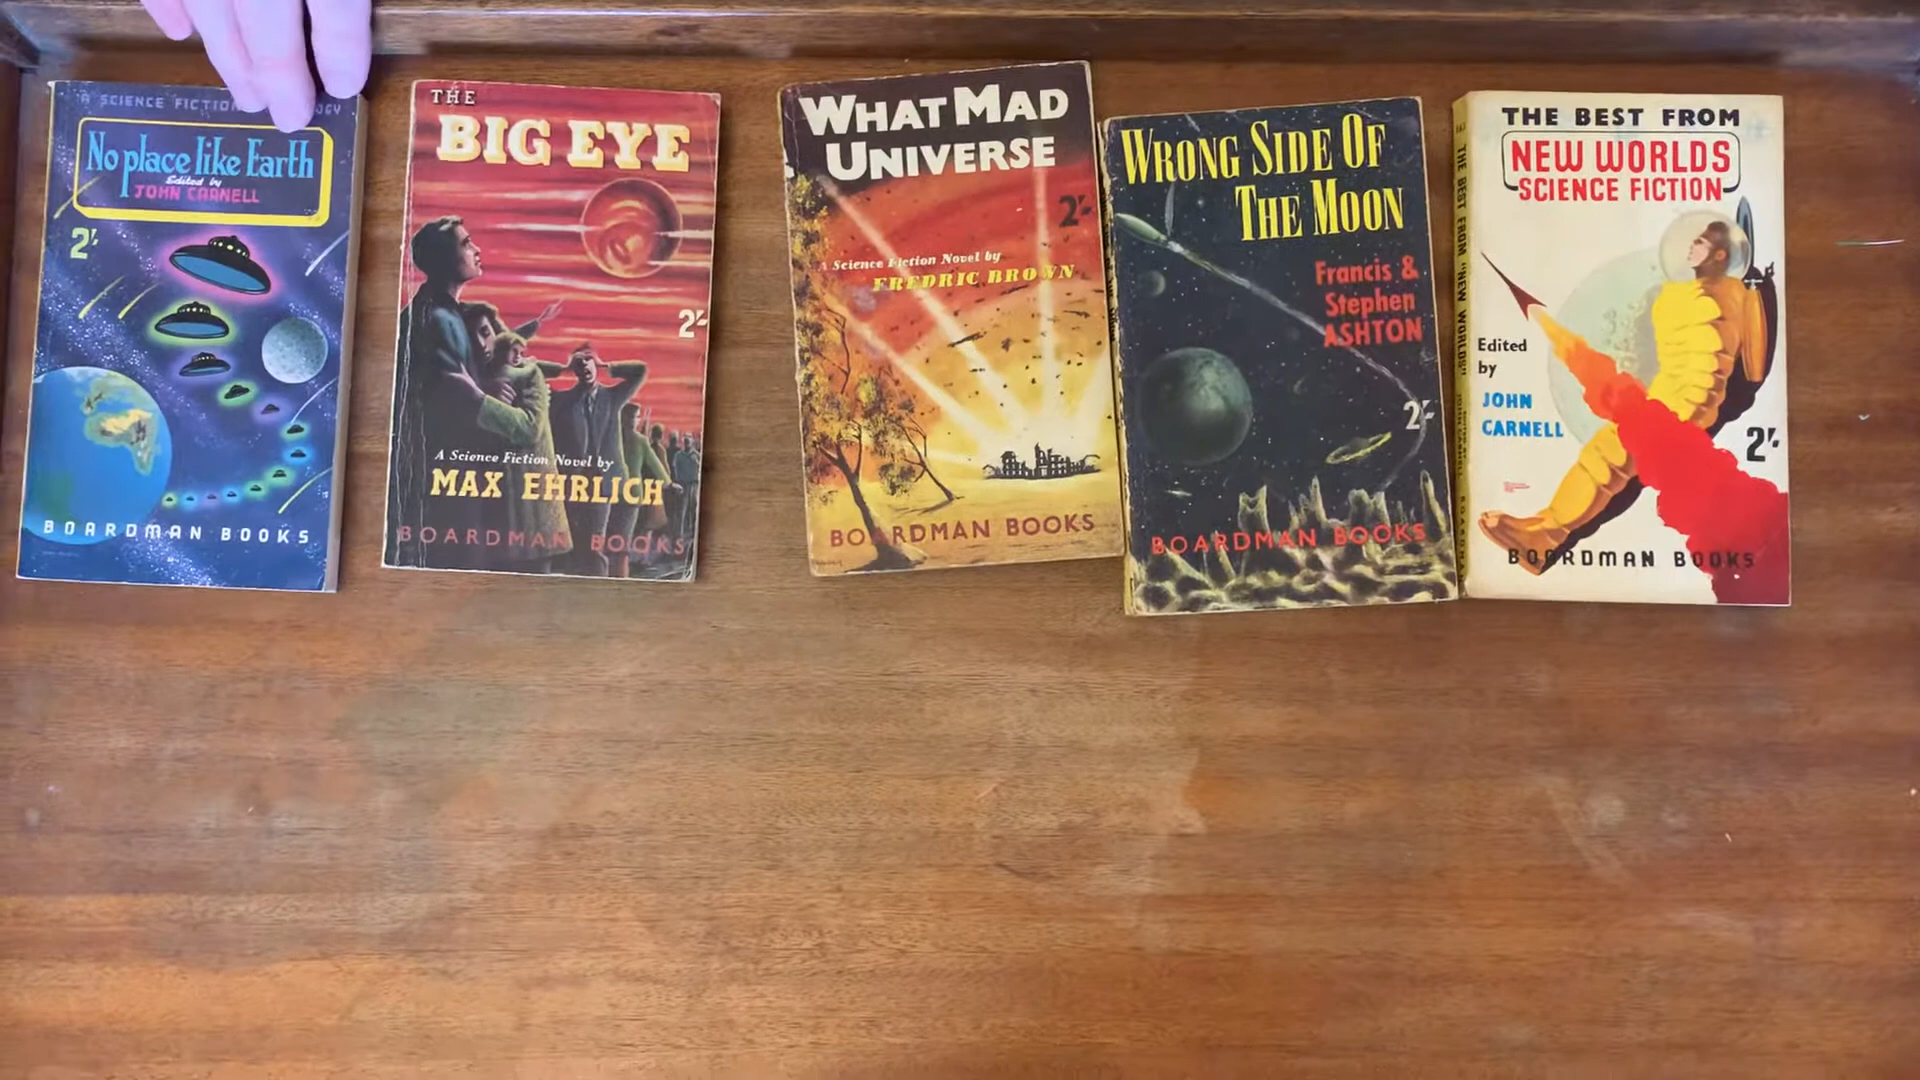 A SCIENCE FICTION
No place like Earth
Edited by
JOHN CARNELL
2'-
BOARDMAN BOOKS
THE
BIG EYE
2'-
A Science Fiction Novel by
MAX EHRLICH
BOARDMAN BOOKS
WHAT MAD
UNIVERSE
2'-
A Science Fiction Novel by
FREDRIC BROWN
BOARDMAN BOOKS
WRONG SIDE OF
THE MOON
Francis &
Stephen
ASHTON
2'-
BOARDMAN BOOKS
THE BEST FROM "NEW WORLDS"
THE BEST FROM
NEW WORLDS
SCIENCE FICTION
Edited
by
JOHN
CARNELL
2'-
BOARDMAN BOOKS